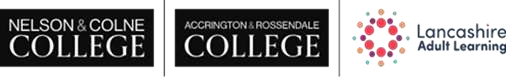 NELSON & COLNE
COLLEGE
ACCRINGTON & ROSSENDALE
COLLEGE
Lancashire
Adult Learning